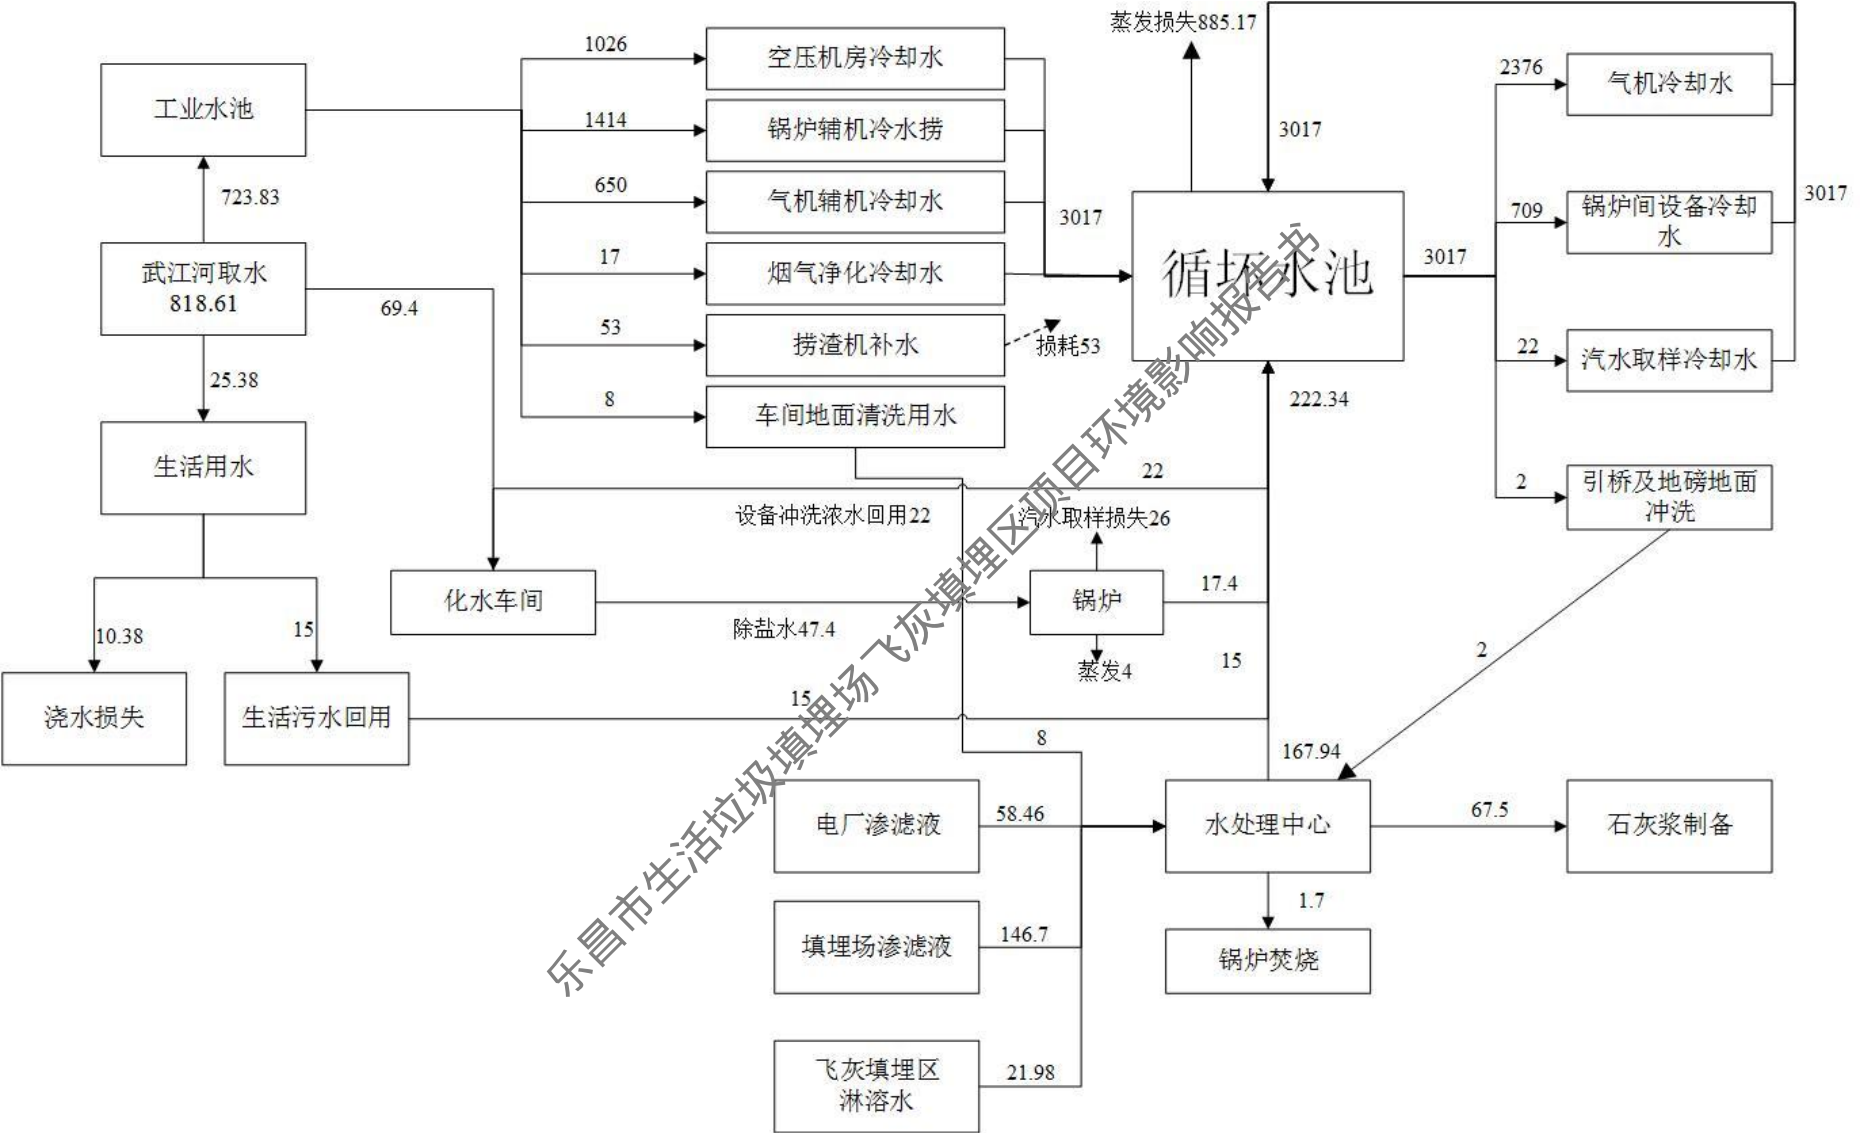 蒸发损失885.17
1026
空压机房冷却水
2376
气机冷却水
工业水池
1414
锅炉辅机冷水捞
3017
723.83
650
气机辅机冷却水
3017
709
锅炉间设备冷却
水
3017
武江河取水
818.61
17
烟气净化冷却水
循坏水池
3017
69.4
53
捞渣机补水
损耗53
22
汽水取样冷却水
25.38
8
车间地面清洗用水
222.34
生活用水
22
2
引桥及地磅地面
冲洗
设备冲洗浓水回用22
汽水取样损失26
化水车间
除盐水47.4
锅炉
17.4
蒸发4
10.38
15
15
2
浇水损失
生活污水回用
15
8
167.94
电厂渗滤液
58.46
水处理中心
67.5
石灰浆制备
1.7
填埋场渗滤液
146.7
锅炉焚烧
飞灰填埋区
淋溶水
21.98
乐昌市生活垃圾填埋场飞灰填埋区项目环境影响报告书